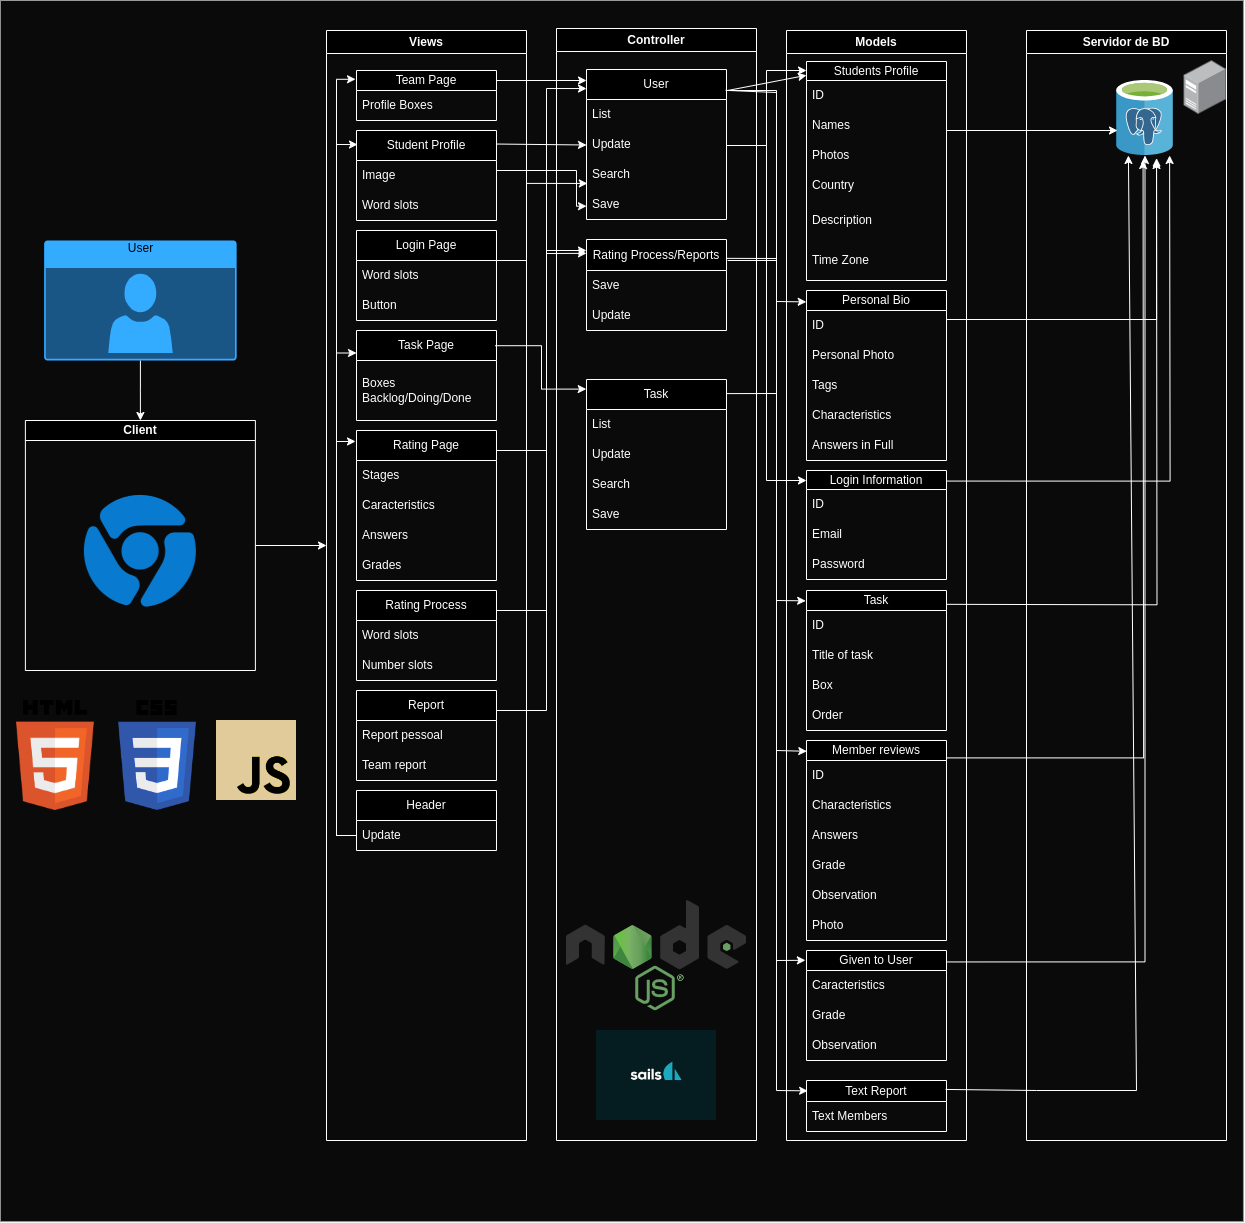 User
Client
HTML
CSS
JS
Views
Team Page
Profile Boxes
Student Profile
Image
Word slots
Login Page
Word slots
Button
Task Page
Boxes
Backlog/Doing/Done
Rating Page
Stages
Caracteristics
Answers
Grades
Rating Process
Word slots
Number slots
Report
Report pessoal
Team report
Header
Update
Controller
User
List
Update
Search
Save
Rating Process/Reports
Save
Update
Task
List
Update
Search
Save
node
JS®
sails
Models
Students Profile
ID
Names
Photos
Country
Description
Time Zone
Personal Bio
ID
Personal Photo
Tags
Characteristics
Answers in Full
Login Information
ID
Email
Password
Task
ID
Title of task
Box
Order
Member reviews
ID
Characteristics
Answers
Grade
Observation
Photo
Given to User
Caracteristics
Grade
Observation
Text Report
Text Members
Servidor de BD